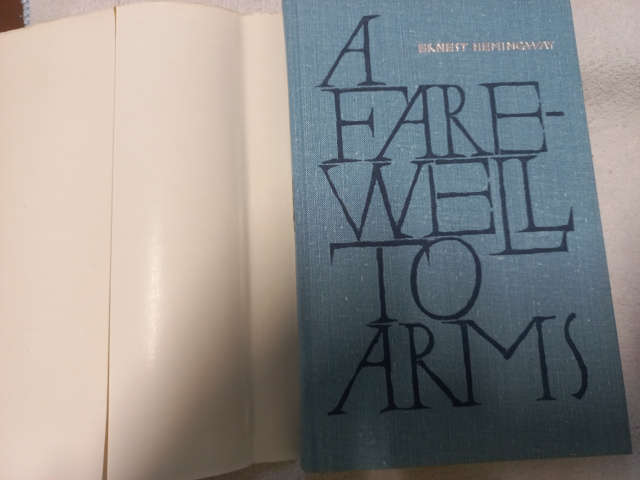 ERNEST HEMINGWAY
A
FARE-
WELL
TO
ARMS